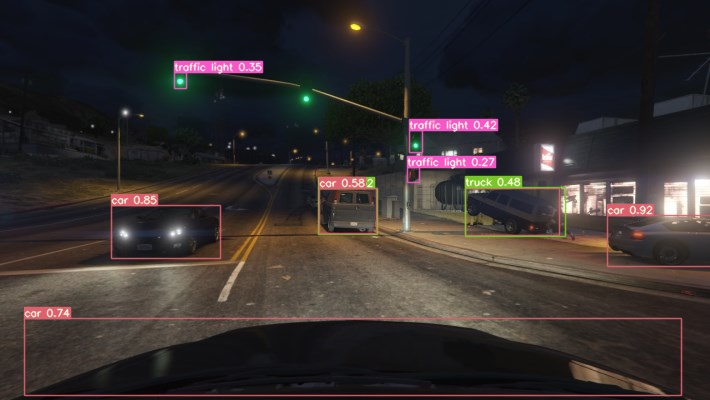 traffic light 0.35
traffic light 0.42
traffic light 0.27
car 0.58 2
truck 0.48
car 0.85
car 0.92
car 0.74